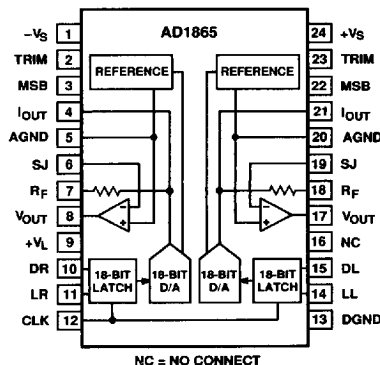 AD1865
−VS 1
24 +VS
TRIM 2
23 TRIM
MSB 3
22 MSB
IOUT 4
21 IOUT
AGND 5
20 AGND
SJ 6
19 SJ
RF 7
18 RF
VOUT 8
17 VOUT
+VL 9
16 NC
DR 10
15 DL
LR 11
14 LL
CLK 12
13 DGND
REFERENCE
REFERENCE
−
+
−
+
18-BIT
LATCH
18-BIT
D/A
18-BIT
D/A
18-BIT
LATCH
NC = NO CONNECT